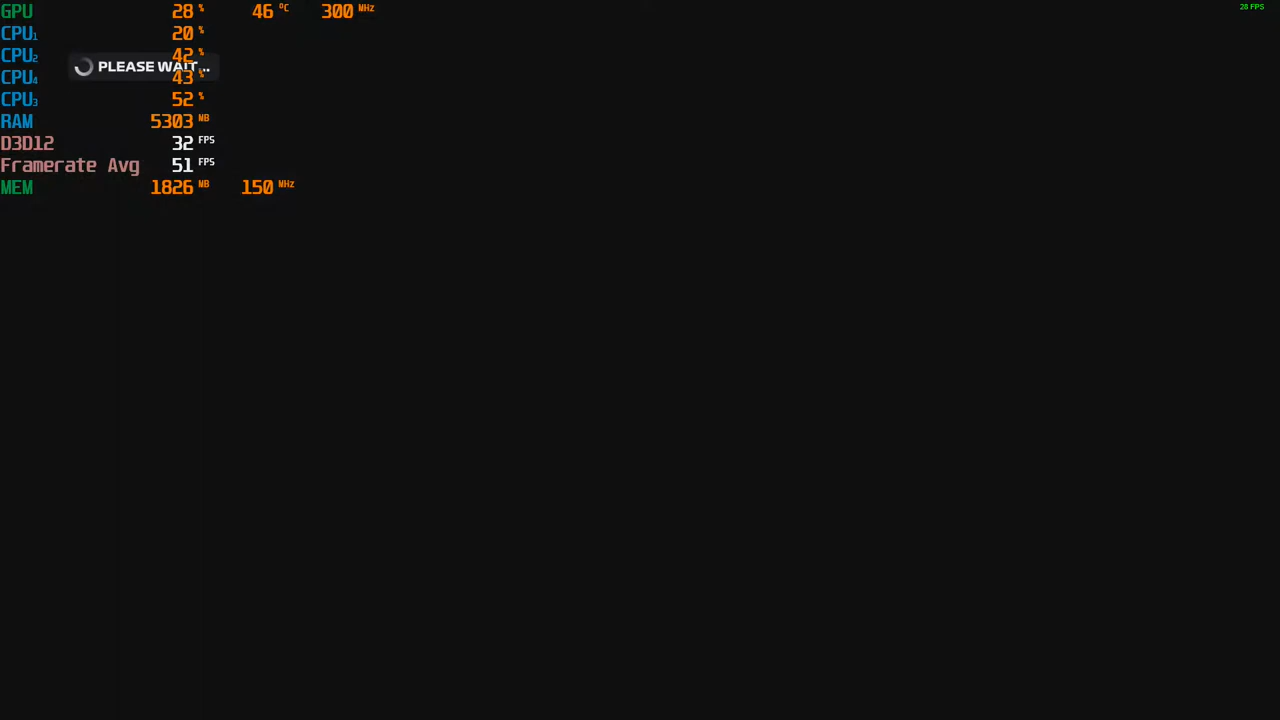 GPU 28 % 46 °C 300 MHz
28 FPS
CPU1 20 %
CPU2 42 %
PLEASE WAIT...
CPU4 43 %
CPU3 52 %
RAM 5303 MB
D3D12 32 FPS
Framerate Avg 51 FPS
MEM 1826 MB 150 MHz